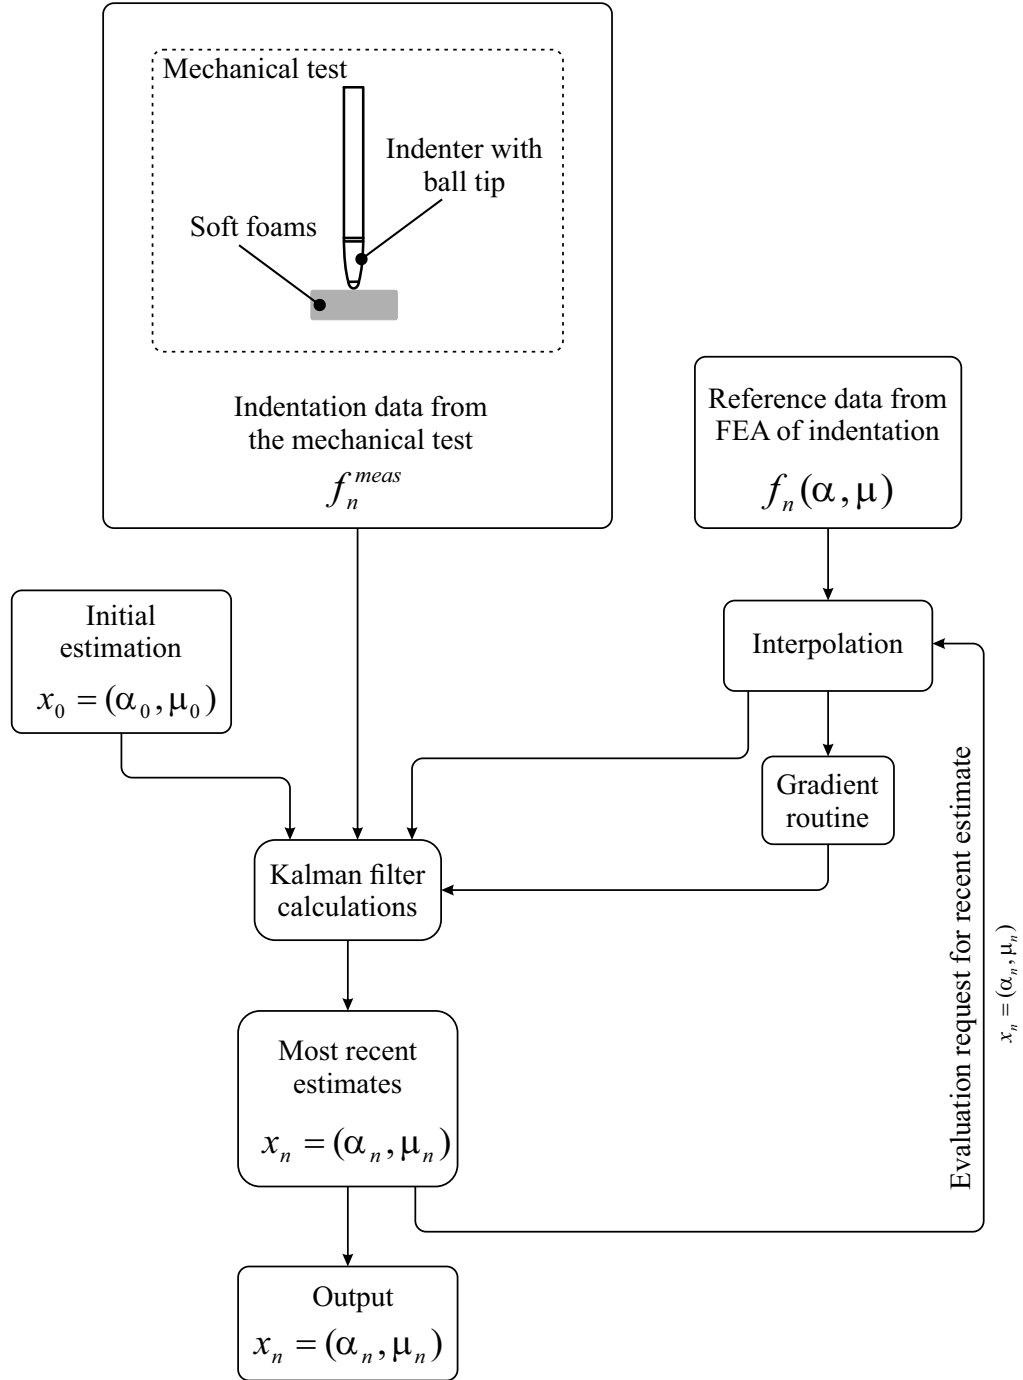 Mechanical test
Indenter with
ball tip
Soft foams
Indentation data from
the mechanical test
f_n^{meas}
Reference data from
FEA of indentation
f_n(α, μ)
Initial
estimation
x_0 = (α_0, μ_0)
Interpolation
Gradient
routine
Kalman filter
calculations
Evaluation request for recent estimate
x_n = (α_n, μ_n)
Most recent
estimates
x_n = (α_n, μ_n)
Output
x_n = (α_n, μ_n)